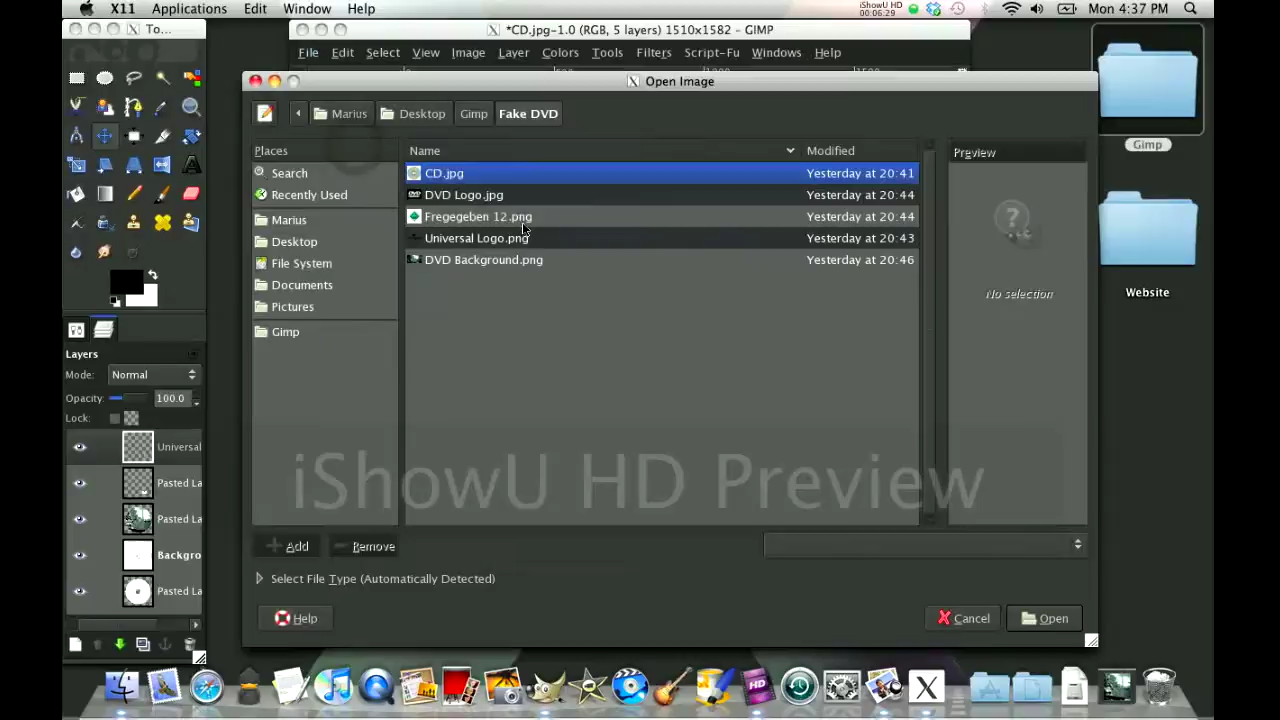 X11 Applications Edit Window Help
iShowU HD
00:06:29
Mon 4:37 PM
To...
*CD.jpg-1.0 (RGB, 5 layers) 1510x1582 – GIMP
File Edit Select View Image Layer Colors Tools Filters Script-Fu Windows Help
Open Image
Marius Desktop Gimp Fake DVD
Places
Name
Modified
Preview
Search
CD.jpg Yesterday at 20:41
Recently Used
DVD Logo.jpg Yesterday at 20:44
Marius
Fregegeben 12.png Yesterday at 20:44
Desktop
Universal Logo.png Yesterday at 20:43
File System
DVD Background.png Yesterday at 20:46
Documents
Pictures
Gimp
No selection
Gimp
Website
Layers
Mode: Normal
Opacity: 100.0
Lock:
Universal
Pasted La
Pasted La
Backgro
Pasted La
iShowU HD Preview
Add Remove
Select File Type (Automatically Detected)
Help Cancel Open
HD
X